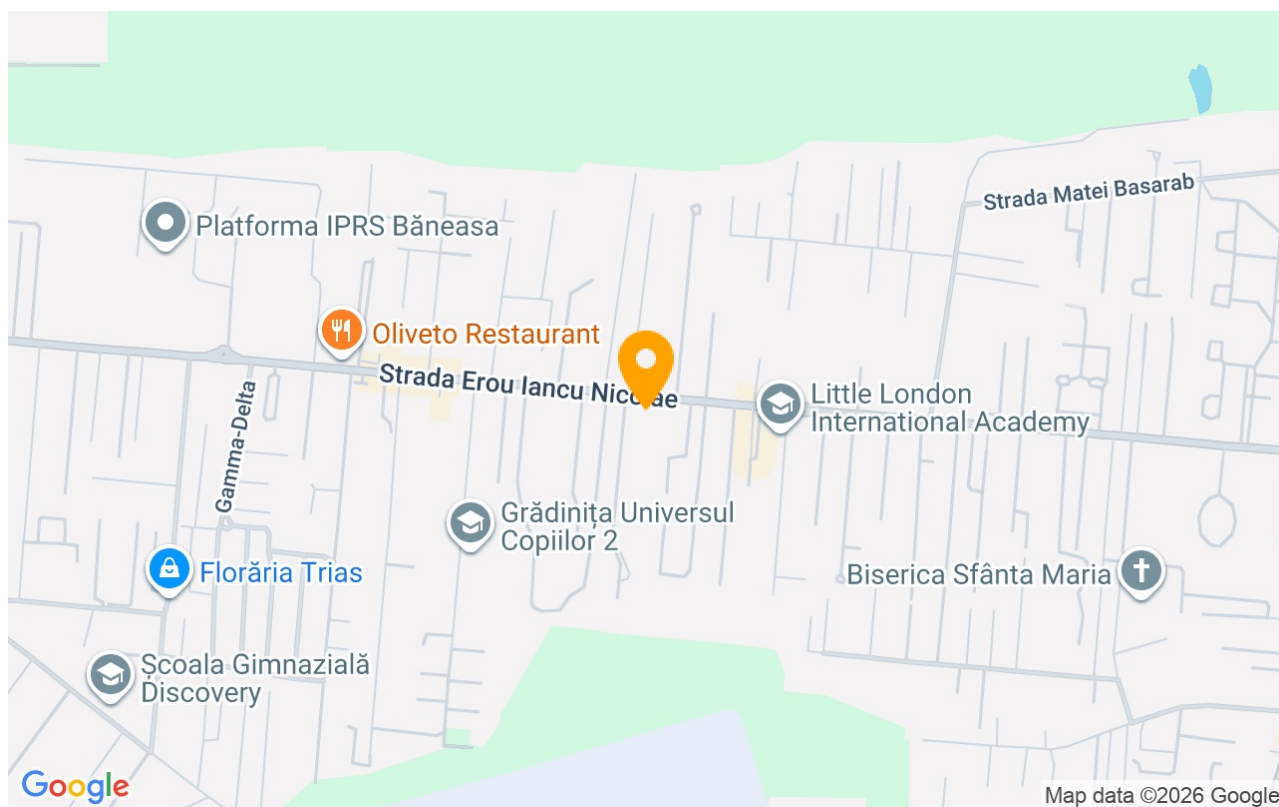 Strada Matei Basarab
Platforma IPRS Băneasa
Oliveto Restaurant
Strada Erou Iancu Nicolae
Little London
International Academy
Gamma-Delta
Grădinița Universul
Copiilor 2
Florăria Trias
Biserica Sfânta Maria
Școala Gimnazială
Discovery
Google
Map data ©2026 Google